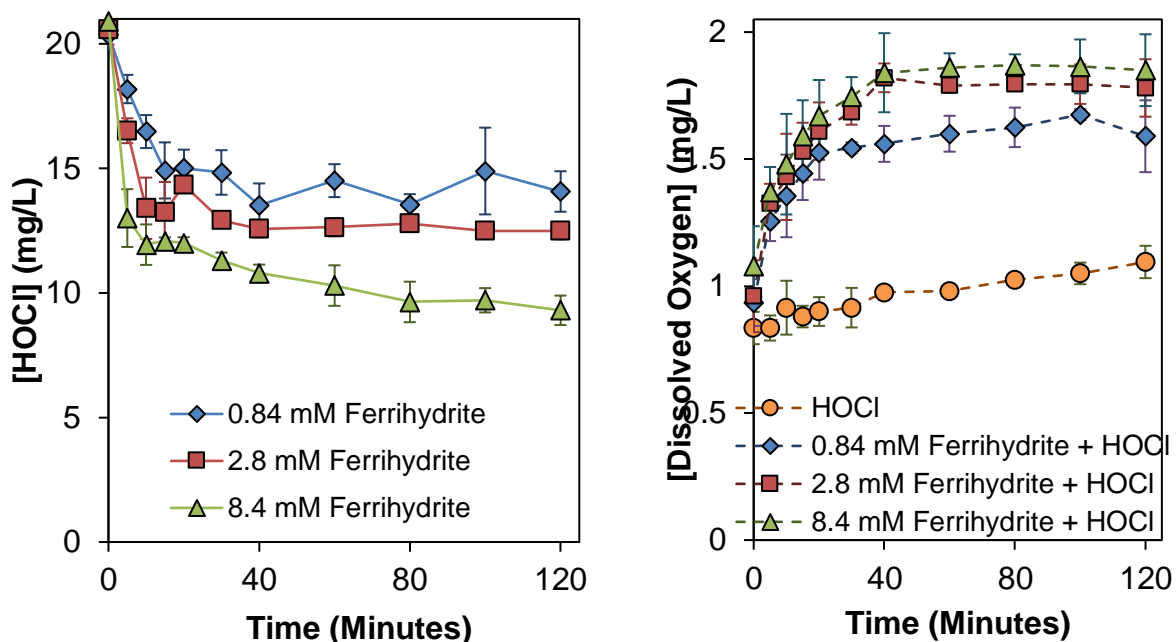 [HOCl] (mg/L)
20
15
10
5
0
0.84 mM Ferrihydrite
2.8 mM Ferrihydrite
8.4 mM Ferrihydrite
0 40 80 120
Time (Minutes)
[Dissolved Oxygen] (mg/L)
2
1.5
1
0.5
0
HOCl
0.84 mM Ferrihydrite + HOCl
2.8 mM Ferrihydrite + HOCl
8.4 mM Ferrihydrite + HOCl
0 40 80 120
Time (Minutes)